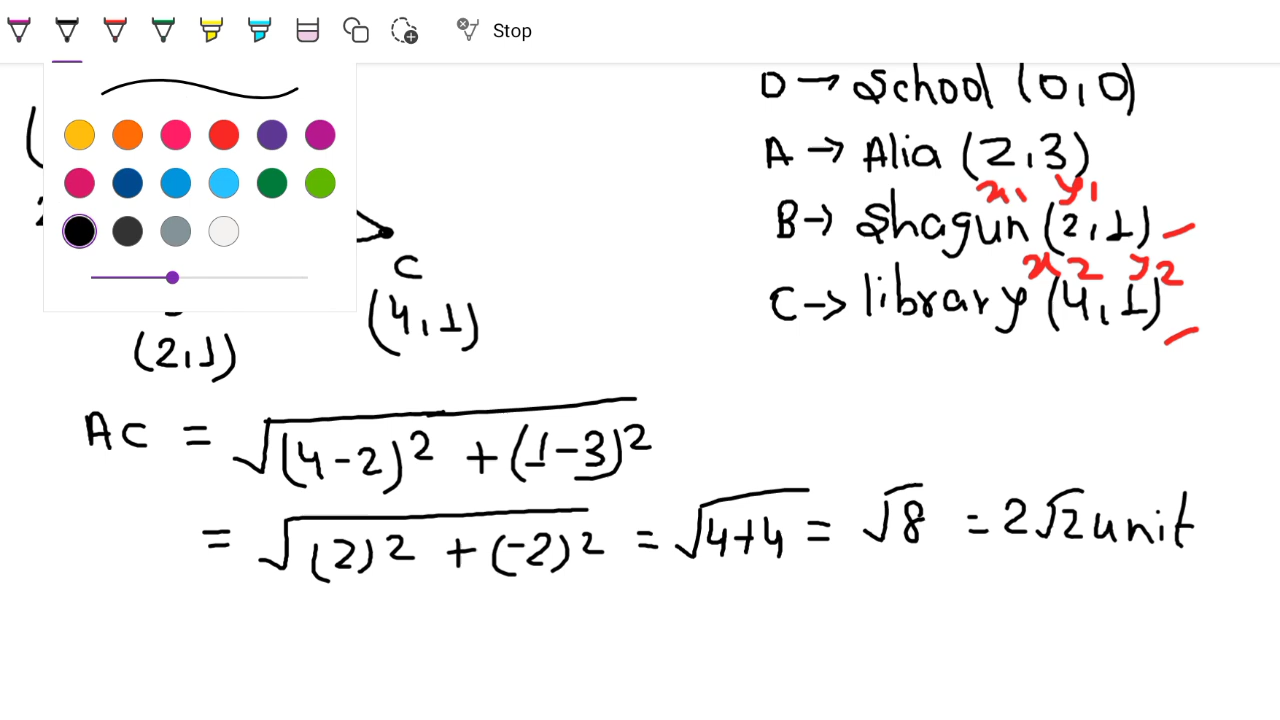 Stop
O → School (0,0)
A → Alia (2,3)
x1 y1
B → Shagun (2,1)
x2 y2
C → library (4,1)
C
(4,1)
(2,1)
AC = √(4-2)² + (1-3)²
= √(2)² + (-2)² = √4+4 = √8 = 2√2 unit